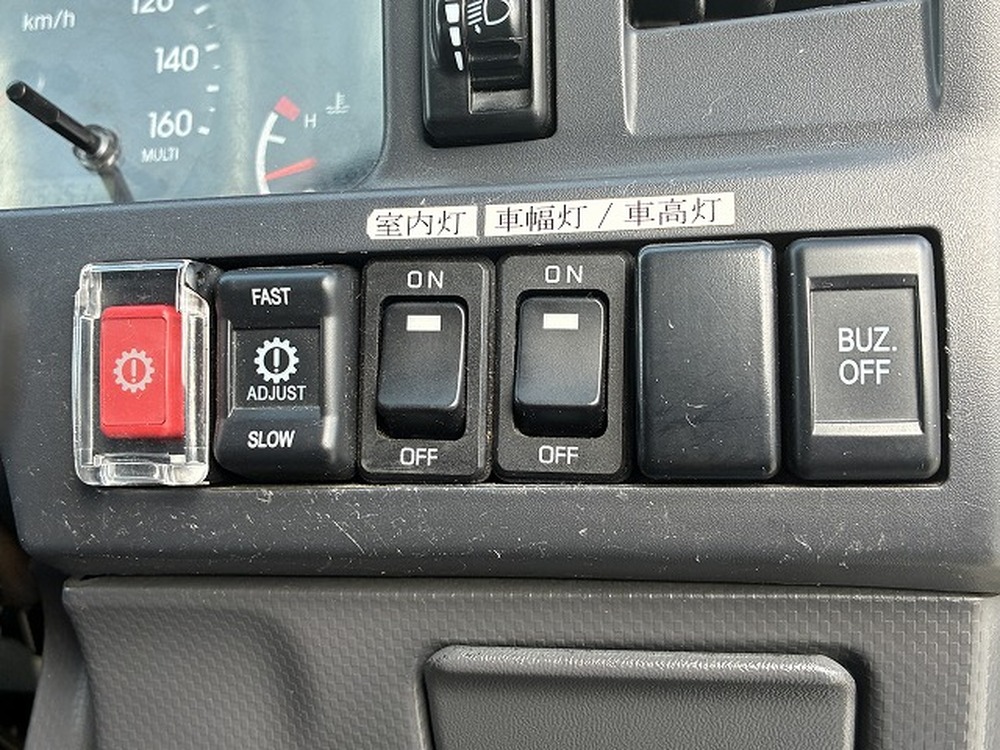 120
km/h
140
160
MULTI
H
室内灯 車幅灯 / 車高灯
FAST
ADJUST
SLOW
ON
OFF
ON
OFF
BUZ.
OFF